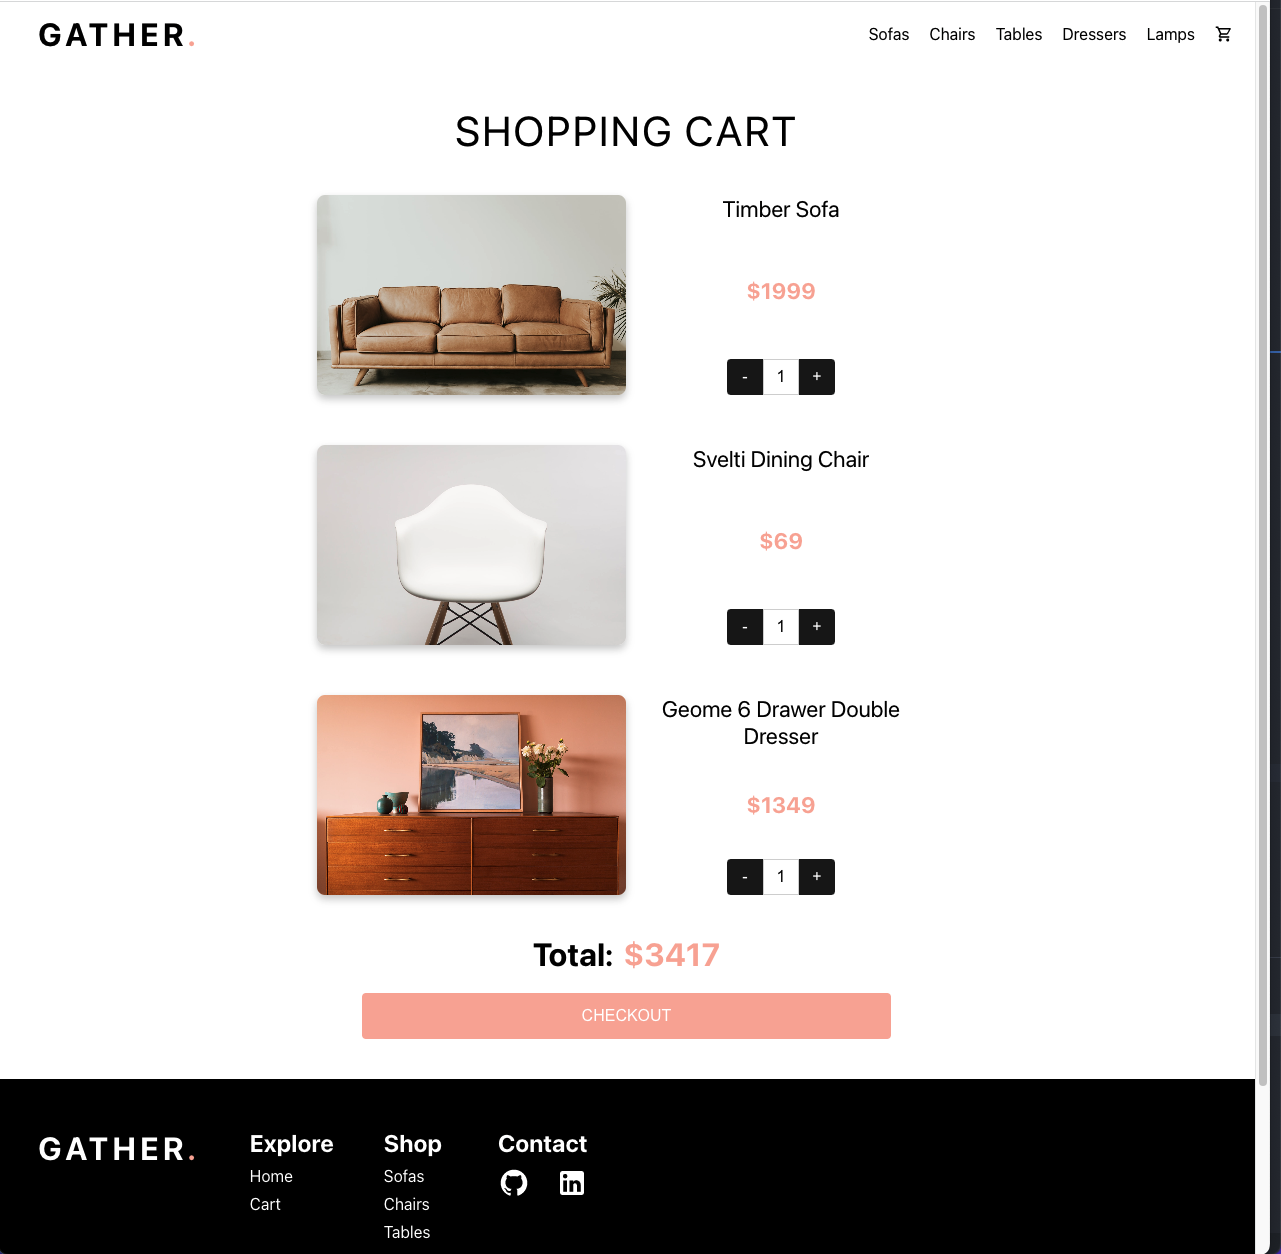 GATHER.
Sofas Chairs Tables Dressers Lamps
SHOPPING CART
Timber Sofa
$1999
- 1 +
Svelti Dining Chair
$69
- 1 +
Geome 6 Drawer Double
Dresser
$1349
- 1 +
Total: $3417
CHECKOUT
GATHER.
Explore
Home
Cart
Shop
Sofas
Chairs
Tables
Contact